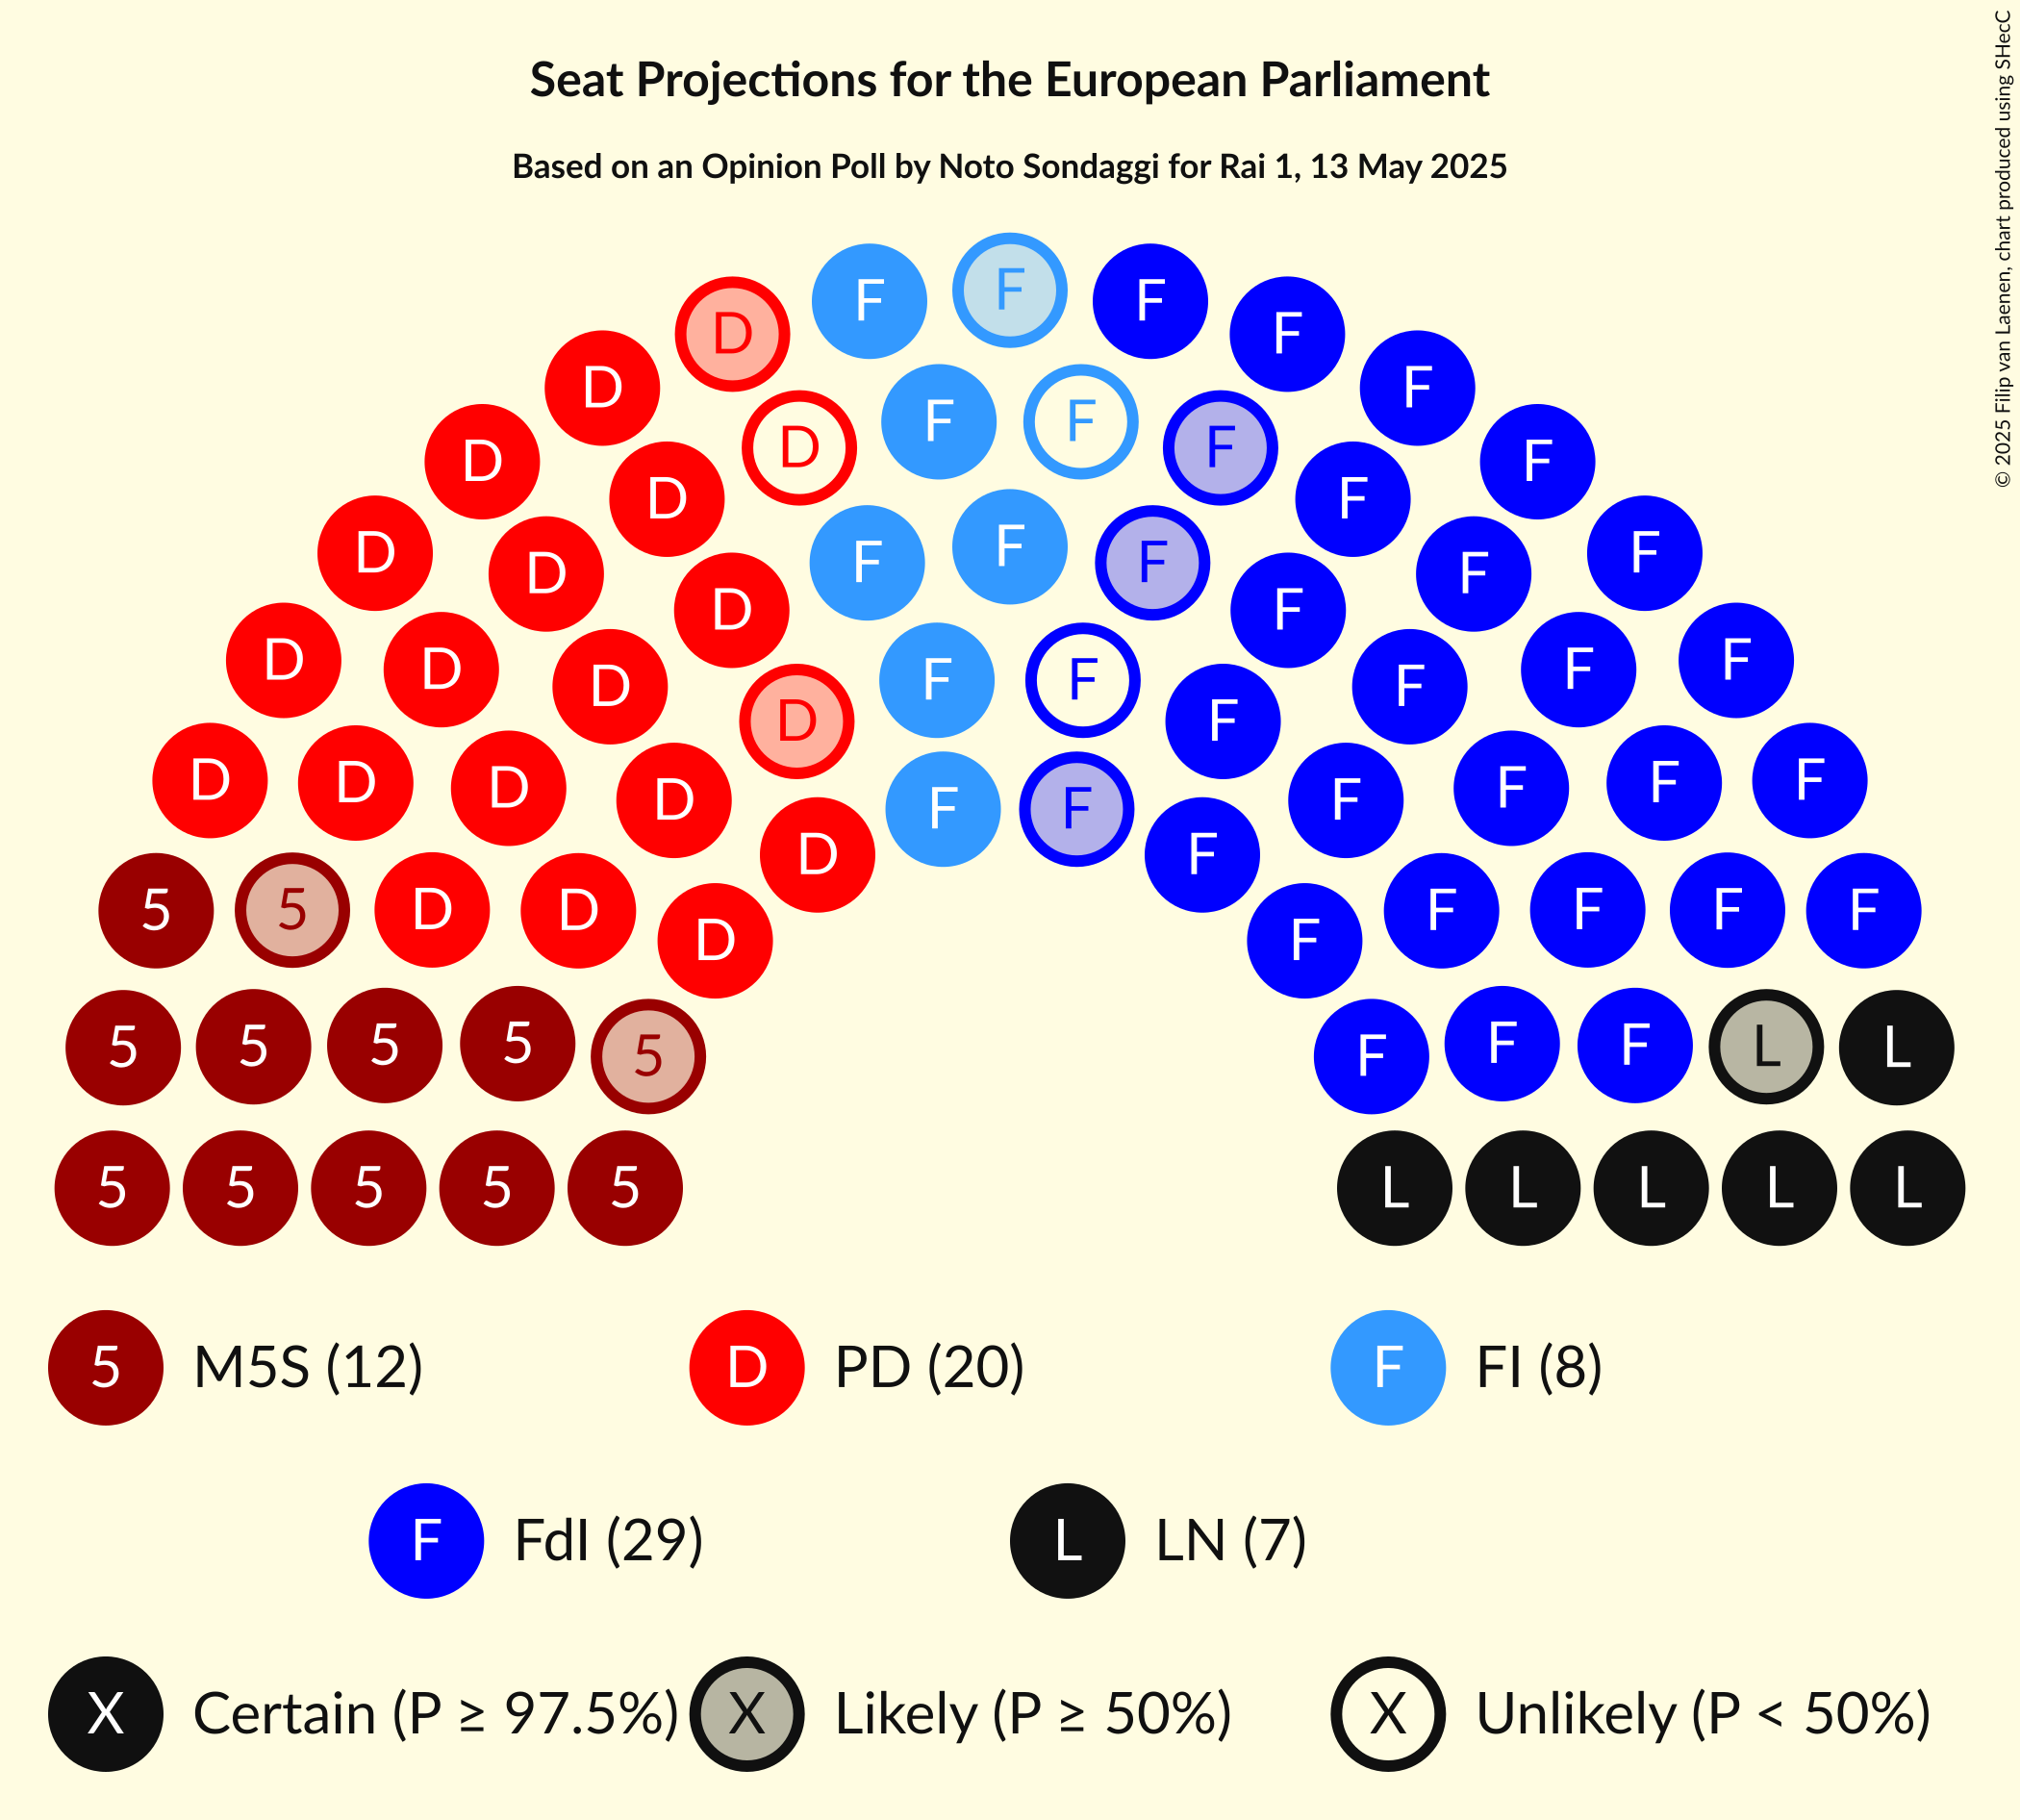 Seat Projections for the European Parliament
Based on an Opinion Poll by Noto Sondaggi for Rai 1, 13 May 2025
© 2025 Filip van Laenen, chart produced using SHecC
F
F F
D F
D F
F F
D F
D D
F F
D F
D F
F F
D F
D F
D F
D F
D F
D F
F F
D F
D F
D D D F F F
D F
D F
5 5 D D F F F F
D F
5 5 5 5 5 F F F L L
5 5 5 5 5 L L L L L
5 M5S (12) D PD (20) F FI (8)
F FdI (29) L LN (7)
X Certain (P ≥ 97.5%) X Likely (P ≥ 50%) X Unlikely (P < 50%)